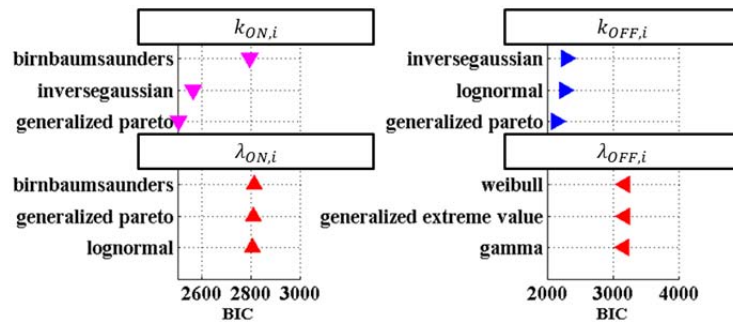 k_{ON,i}
birnbaumsaunders
inversegaussian
generalized pareto
λ_{ON,i}
birnbaumsaunders
generalized pareto
lognormal
2600 2800 3000
BIC
k_{OFF,i}
inversegaussian
lognormal
generalized pareto
λ_{OFF,i}
weibull
generalized extreme value
gamma
2000 3000 4000
BIC